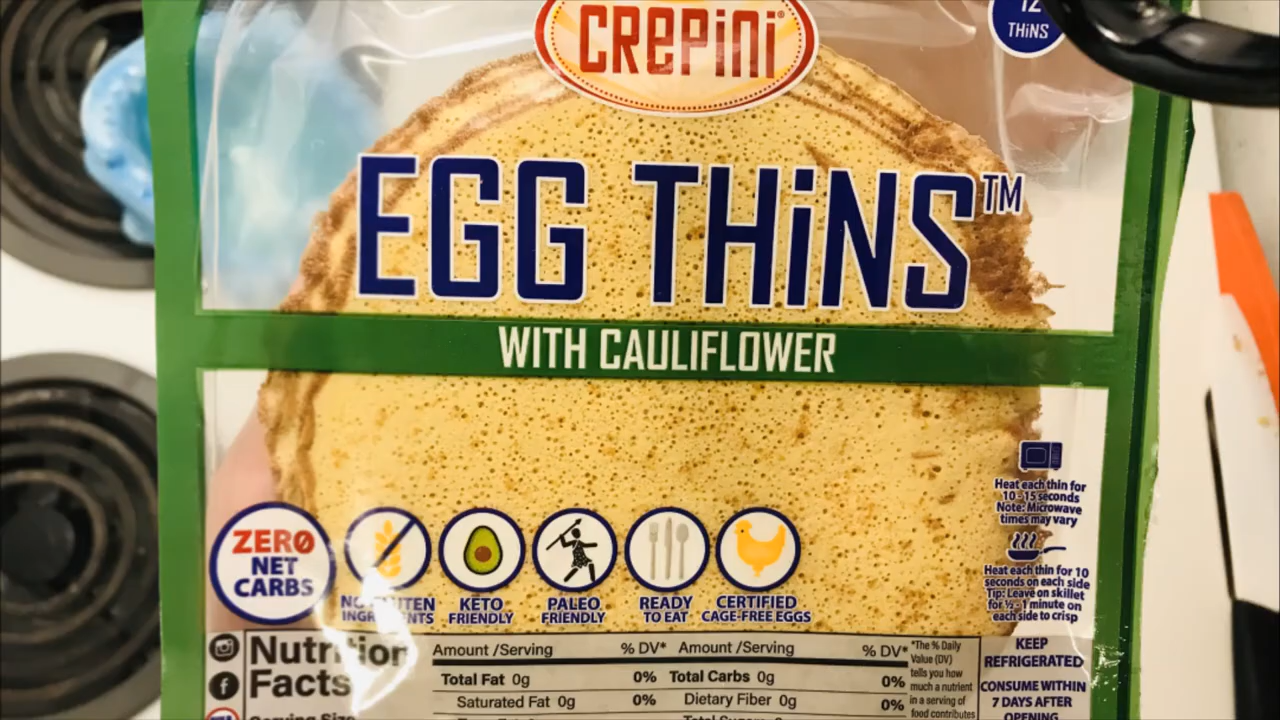 CRePiNi®
12
THiNS
EGG THiNS™
WITH CAULIFLOWER
Heat each thin for
10 - 15 seconds
Note: Microwave
times may vary
Heat each thin for 10
seconds on each side
Tip: Leave on skillet
for ½ - 1 minute on
each side to crisp
ZERO
NET
CARBS
NO GLUTEN
INGREDIENTS
KETO
FRIENDLY
PALEO
FRIENDLY
READY
TO EAT
CERTIFIED
CAGE-FREE EGGS
KEEP
REFRIGERATED
CONSUME WITHIN
7 DAYS AFTER
OPENING
Nutrition
Facts
Serving Size
Amount /Serving % DV*
Total Fat 0g 0%
Saturated Fat 0g 0%
Amount /Serving % DV*
Total Carbs 0g 0%
Dietary Fiber 0g 0%
*The % Daily
Value (DV)
tells you how
much a nutrient
in a serving of
food contributes